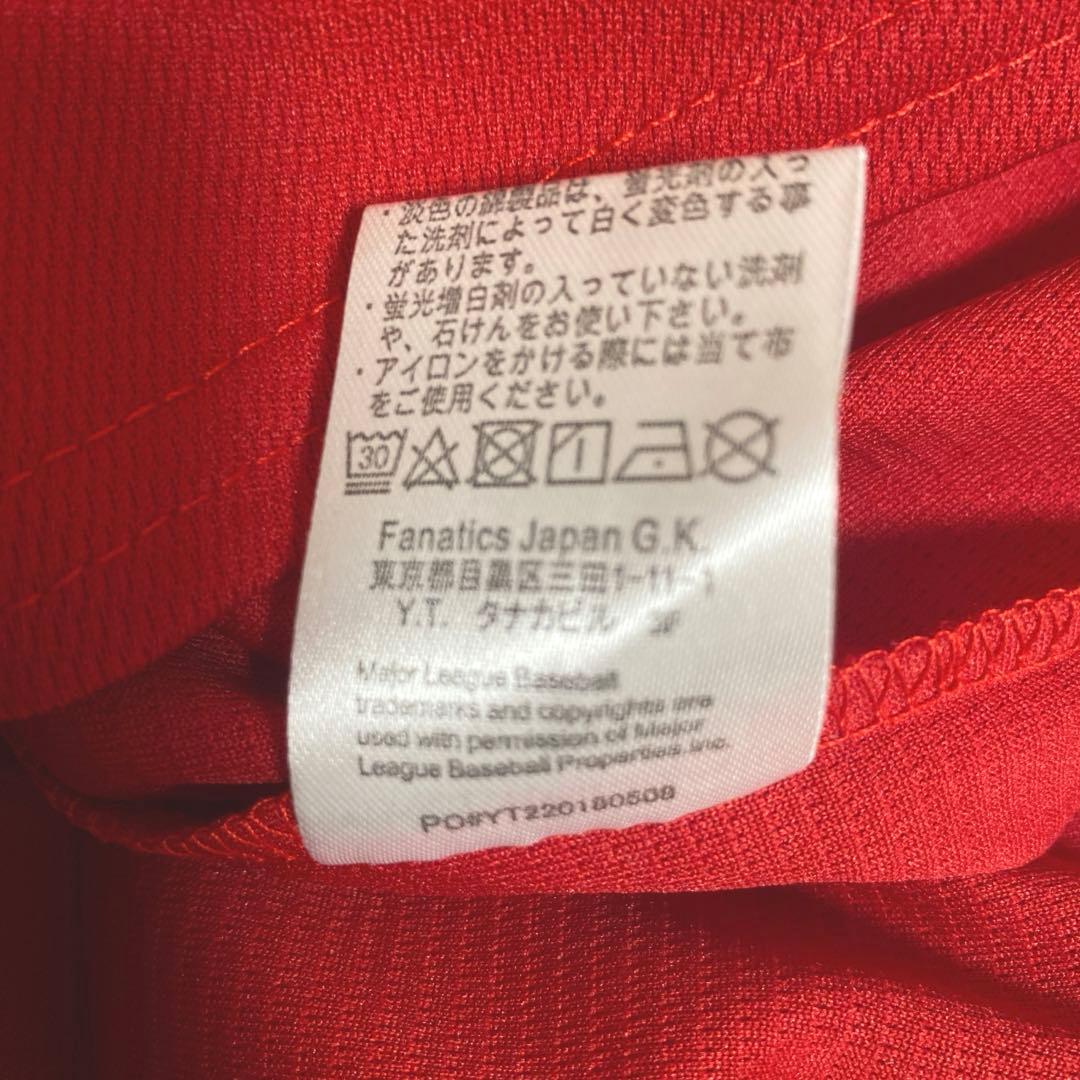 ・淡色の綿製品は、蛍光剤の入っ
た洗剤によって白く変色する事
があります。
・蛍光増白剤の入っていない洗剤
や、石けんをお使い下さい。
・アイロンをかける際には当て布
をご使用ください。
30
Fanatics Japan G.K.
東京都目黒区三田1-11-
Y.T. タナカビル
Major League Baseball
trademarks and copyrights are
used with permission of Major
League Baseball Properties, Inc.
PO#YT220180508